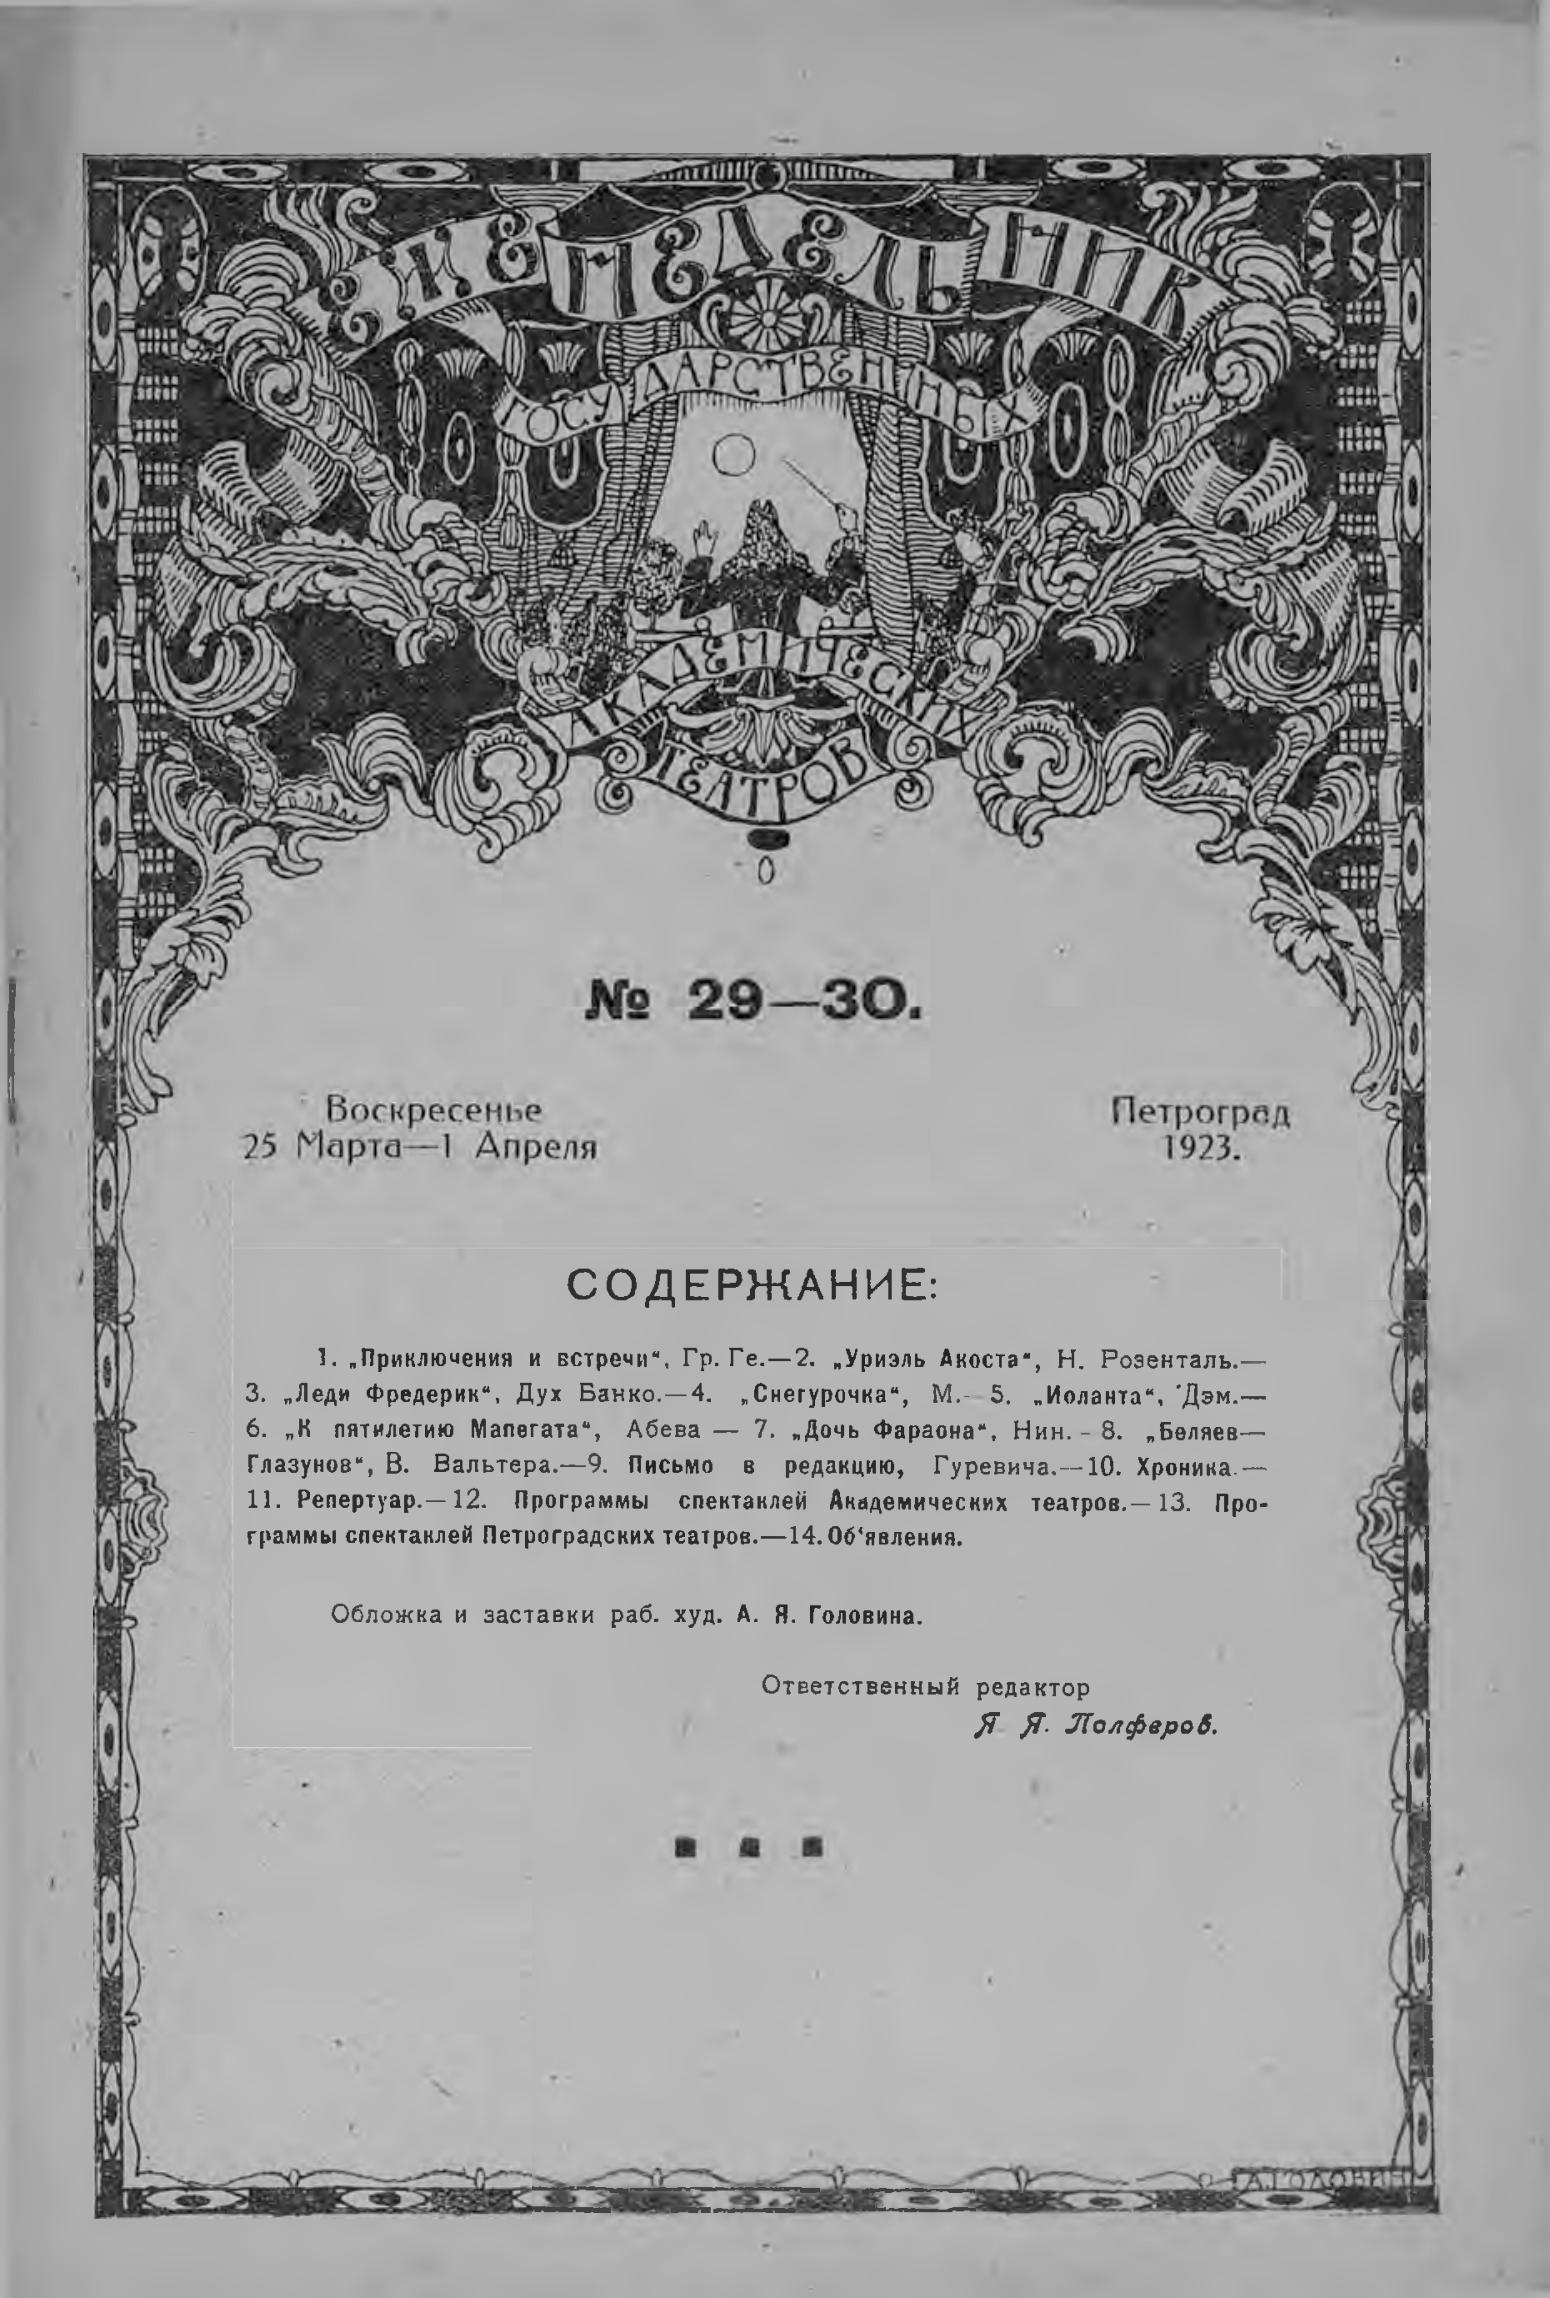 ЕЖЕНЕДЕЛЬНИК
ГОСУДАРСТВЕННЫХ
АКАДЕМИЧЕСКИХ
ТЕАТРОВ
№ 29—30.
Воскресенье
25 Марта—1 Апреля
Петроград
1923.
СОДЕРЖАНИЕ:
1. „Приключения и встречи“, Гр. Ге.—2. „Уриэль Акоста“, Н. Розенталь.—
3. „Леди Фредерик“, Дух Банко.—4. „Снегурочка“, М.- 5. „Иоланта“, Дэм.—
6. „К пятилетию Малегата“, Абева — 7. „Дочь Фараона“, Нин. - 8. „Беляев—
Глазунов“, В. Вальтера.—9. Письмо в редакцию, Гуревича.—10. Хроника.—
11. Репертуар.—12. Программы спектаклей Академических театров.—13. Про-
граммы спектаклей Петроградских театров.—14. Об‘явления.
Обложка и заставки раб. худ. А. Я. Головина.
Ответственный редактор
Я. Я. Полферов.
А. ГОЛОВИН